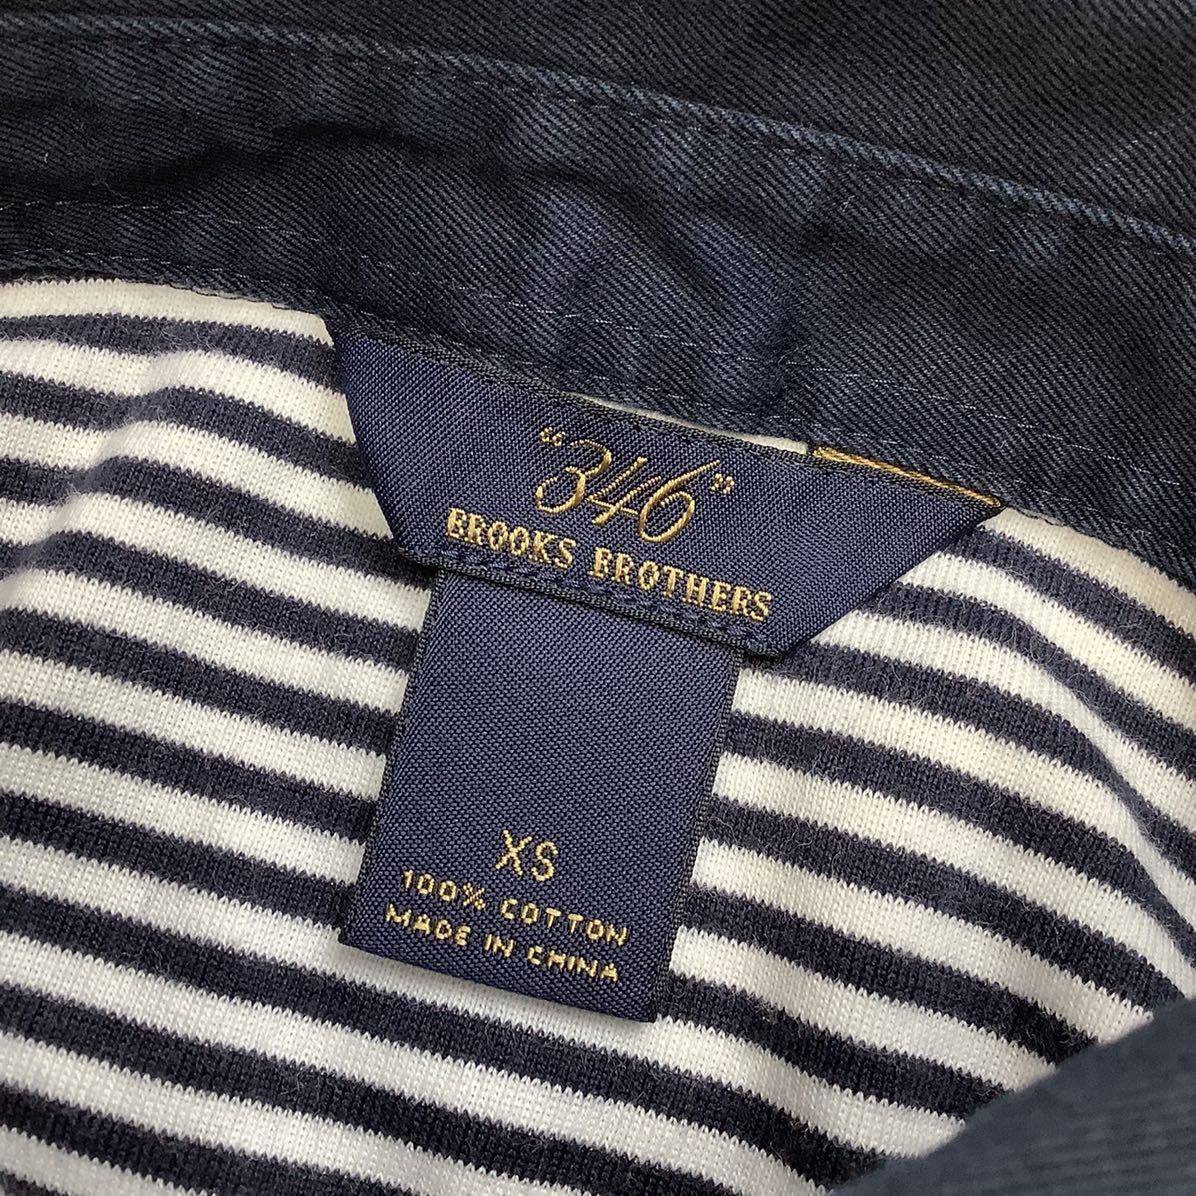 “346”
BROOKS BROTHERS
XS
100% COTTON
MADE IN CHINA